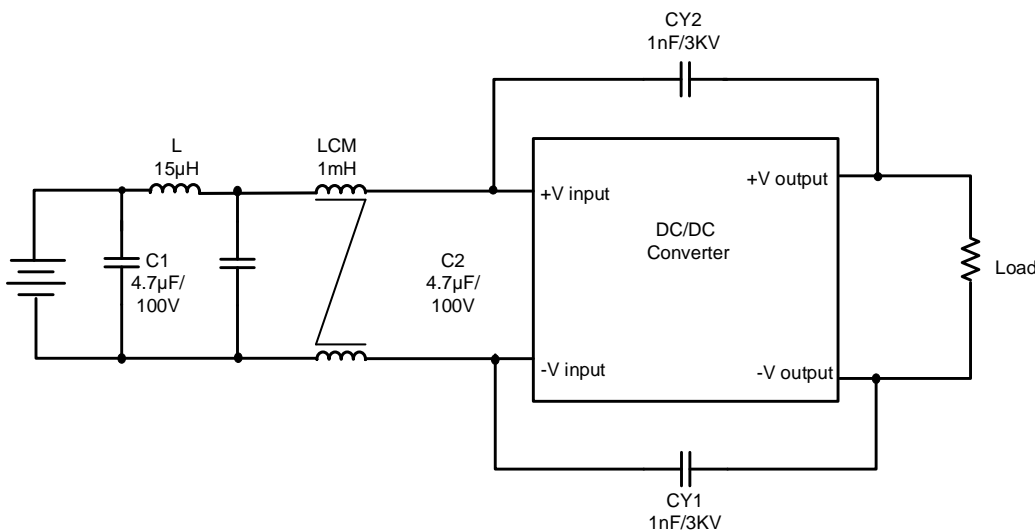 CY2
1nF/3KV
L
15µH
LCM
1mH
+V input
+V output
DC/DC
Converter
C1
4.7µF/
100V
C2
4.7µF/
100V
Load
-V input
-V output
CY1
1nF/3KV